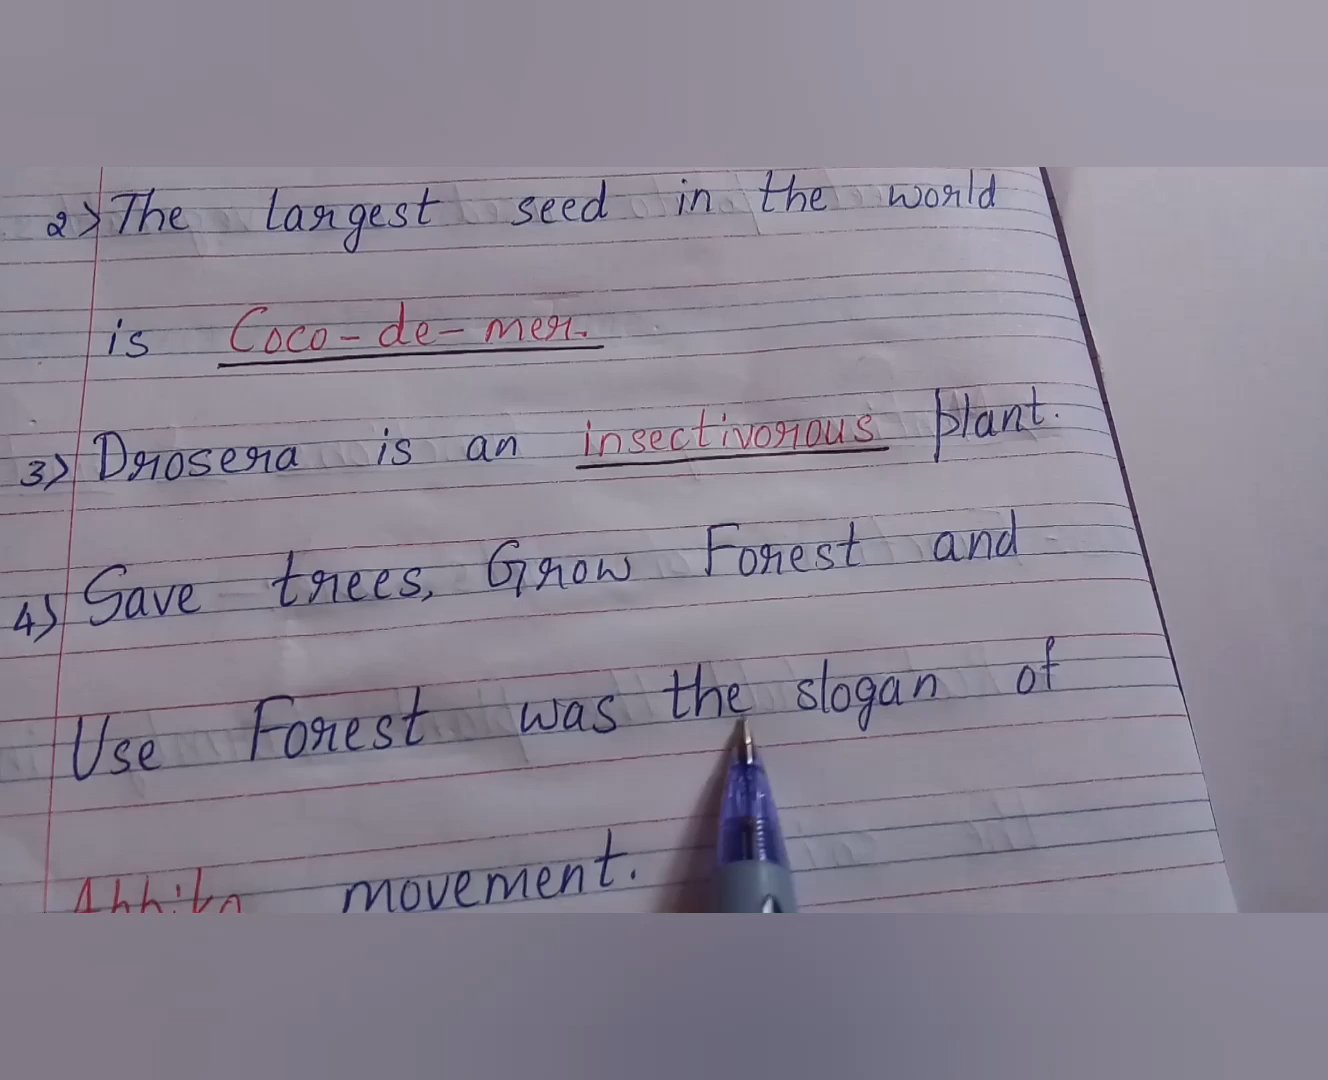 2) The largest seed in the world
is Coco-de-mer.
3) Drosera is an insectivorous plant.
4) Save trees, Grow Forest and
Use Forest was the slogan of
movement.